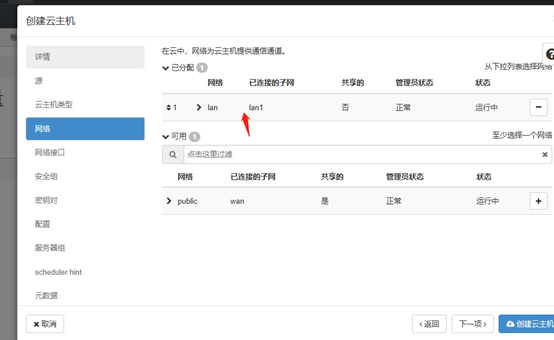 创建云主机
详情
源
云主机类型
网络
网络接口
安全组
密钥对
配置
服务器组
scheduler hint
元数据
在云中，网络为云主机提供通信通道。
已分配 1
从下拉列表选择网络
网络 已连接的子网 共享的 管理员状态 状态
1 lan lan1 否 正常 运行中
可用 1
至少选择一个网络
点击这里过滤
网络 已连接的子网 共享的 管理员状态 状态
public wan 是 正常 运行中
取消
返回
下一项
创建云主机